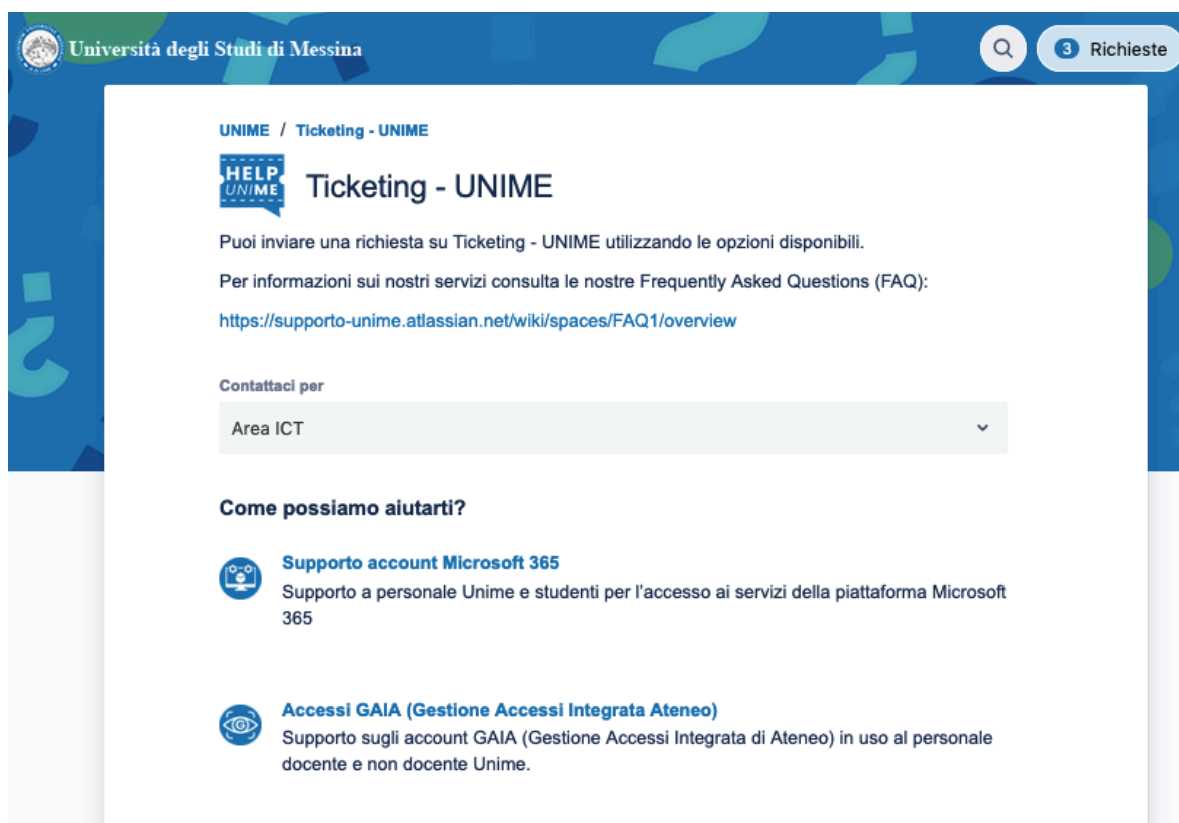 Università degli Studi di Messina
3 Richieste
UNIME / Ticketing - UNIME
HELP
UNIME
Ticketing - UNIME
Puoi inviare una richiesta su Ticketing - UNIME utilizzando le opzioni disponibili.
Per informazioni sui nostri servizi consulta le nostre Frequently Asked Questions (FAQ):
https://supporto-unime.atlassian.net/wiki/spaces/FAQ1/overview
Contattaci per
Area ICT
Come possiamo aiutarti?
Supporto account Microsoft 365
Supporto a personale Unime e studenti per l'accesso ai servizi della piattaforma Microsoft
365
Accessi GAIA (Gestione Accessi Integrata Ateneo)
Supporto sugli account GAIA (Gestione Accessi Integrata di Ateneo) in uso al personale
docente e non docente Unime.